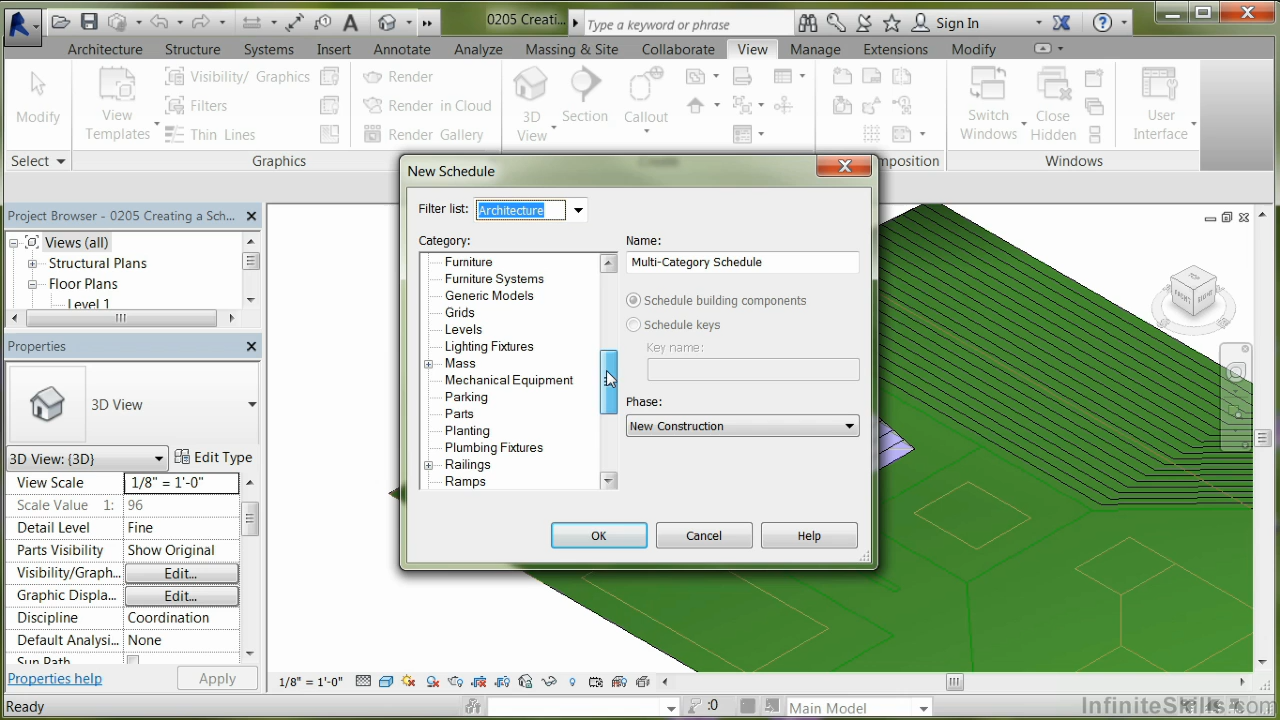 0205 Creati...
Type a keyword or phrase
Sign In
Architecture Structure Systems Insert Annotate Analyze Massing & Site Collaborate View Manage Extensions Modify
Modify
View Templates
Visibility/ Graphics
Filters
Thin Lines
Render
Render in Cloud
Render Gallery
3D View
Section
Callout
Switch Windows
Close Hidden
User Interface
Select
Graphics
Create
mposition
Windows
Project Browser - 0205 Creating a Sch...
Views (all)
Structural Plans
Floor Plans
Level 1
Properties
3D View
3D View: {3D}
Edit Type
View Scale 1/8" = 1'-0"
Scale Value 1: 96
Detail Level Fine
Parts Visibility Show Original
Visibility/Graph... Edit...
Graphic Displa... Edit...
Discipline Coordination
Default Analysi... None
Sun Path
Properties help
Apply
New Schedule
Filter list: Architecture
Category:
Furniture
Furniture Systems
Generic Models
Grids
Levels
Lighting Fixtures
Mass
Mechanical Equipment
Parking
Parts
Planting
Plumbing Fixtures
Railings
Ramps
Name:
Multi-Category Schedule
Schedule building components
Schedule keys
Key name:
Phase:
New Construction
OK Cancel Help
TOP
FRONT
1/8" = 1'-0"
Ready
:0
Main Model
InfiniteSkills.com